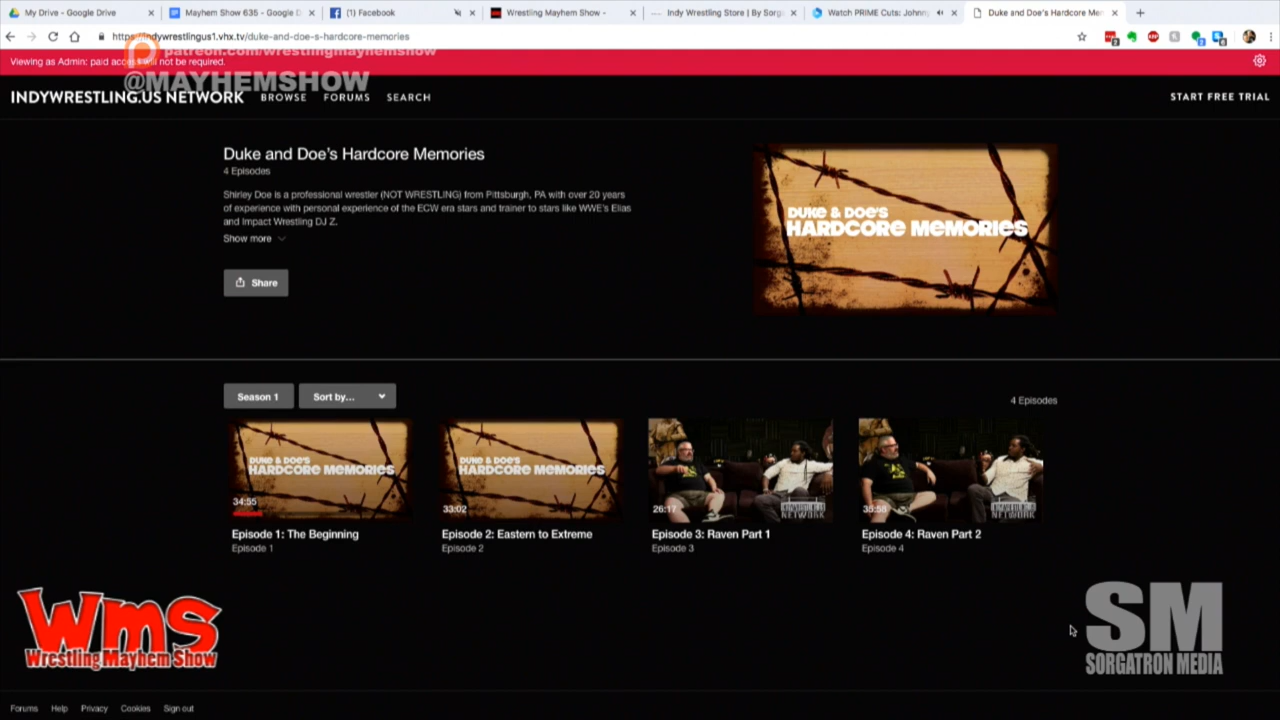 My Drive - Google Drive
Mayhem Show 635 - Google D
(1) Facebook
Wrestling Mayhem Show -
Indy Wrestling Store | By Sorg
Watch PRIME Cuts: Johnny
Duke and Doe's Hardcore Mem
https://indywrestlingus1.vhx.tv/duke-and-doe-s-hardcore-memories
patreon.com/wrestlingmayhemshow
Viewing as Admin: paid access will not be required.
@MAYHEMSHOW
INDYWRESTLING.US NETWORK
BROWSE
FORUMS
SEARCH
START FREE TRIAL
Duke and Doe's Hardcore Memories
4 Episodes
Shirley Doe is a professional wrestler (NOT WRESTLING) from Pittsburgh, PA with over 20 years
of experience with personal experience of the ECW era stars and trainer to stars like WWE's Elias
and Impact Wrestling DJ Z.
Show more
Share
DUKE & DOE'S
HARDCORE MEMORIES
Season 1
Sort by...
4 Episodes
DUKE & DOE'S
HARDCORE MEMORIES
34:55
DUKE & DOE'S
HARDCORE MEMORIES
33:02
26:17
INDYWRESTLING
NETWORK
35:58
INDYWRESTLING
NETWORK
Episode 1: The Beginning
Episode 1
Episode 2: Eastern to Extreme
Episode 2
Episode 3: Raven Part 1
Episode 3
Episode 4: Raven Part 2
Episode 4
WMS
Wrestling Mayhem Show
SM
SORGATRON MEDIA
Forums
Help
Privacy
Cookies
Sign out